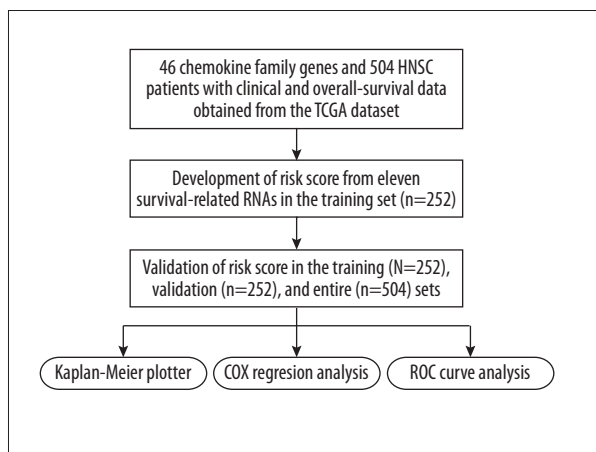 46 chemokine family genes and 504 HNSC
patients with clinical and overall-survival data
obtained from the TCGA dataset
Development of risk score from eleven
survival-related RNAs in the training set (n=252)
Validation of risk score in the training (N=252),
validation (n=252), and entire (n=504) sets
Kaplan-Meier plotter
COX regresion analysis
ROC curve analysis